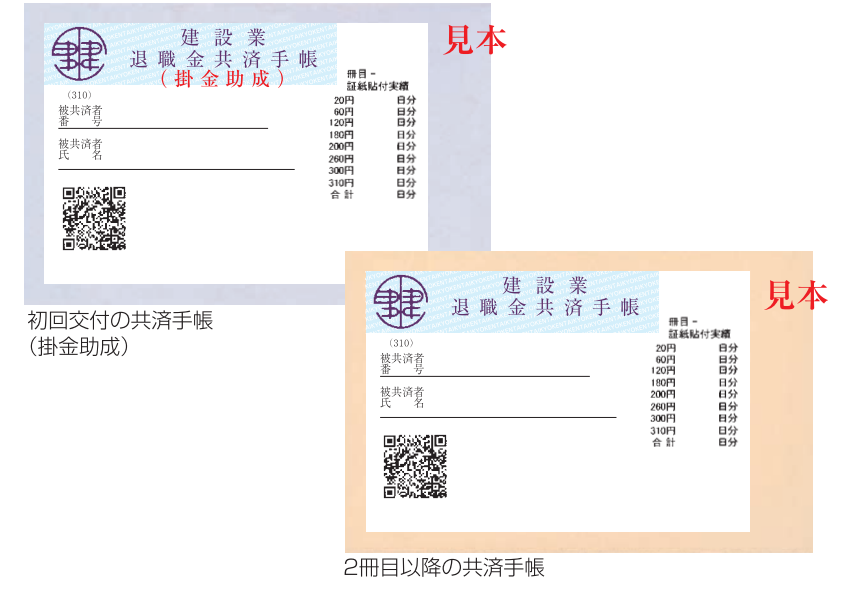 建設業
退職金共済手帳
(掛金助成)
見本
冊目-
証紙貼付実績
(310)
被共済者
番号
被共済者
氏名
20円 日分
60円 日分
120円 日分
180円 日分
200円 日分
260円 日分
300円 日分
310円 日分
合計 日分
初回交付の共済手帳
(掛金助成)
建設業
退職金共済手帳
見本
冊目-
証紙貼付実績
(310)
被共済者
番号
被共済者
氏名
20円 日分
60円 日分
120円 日分
180円 日分
200円 日分
260円 日分
300円 日分
310円 日分
合計 日分
2冊目以降の共済手帳